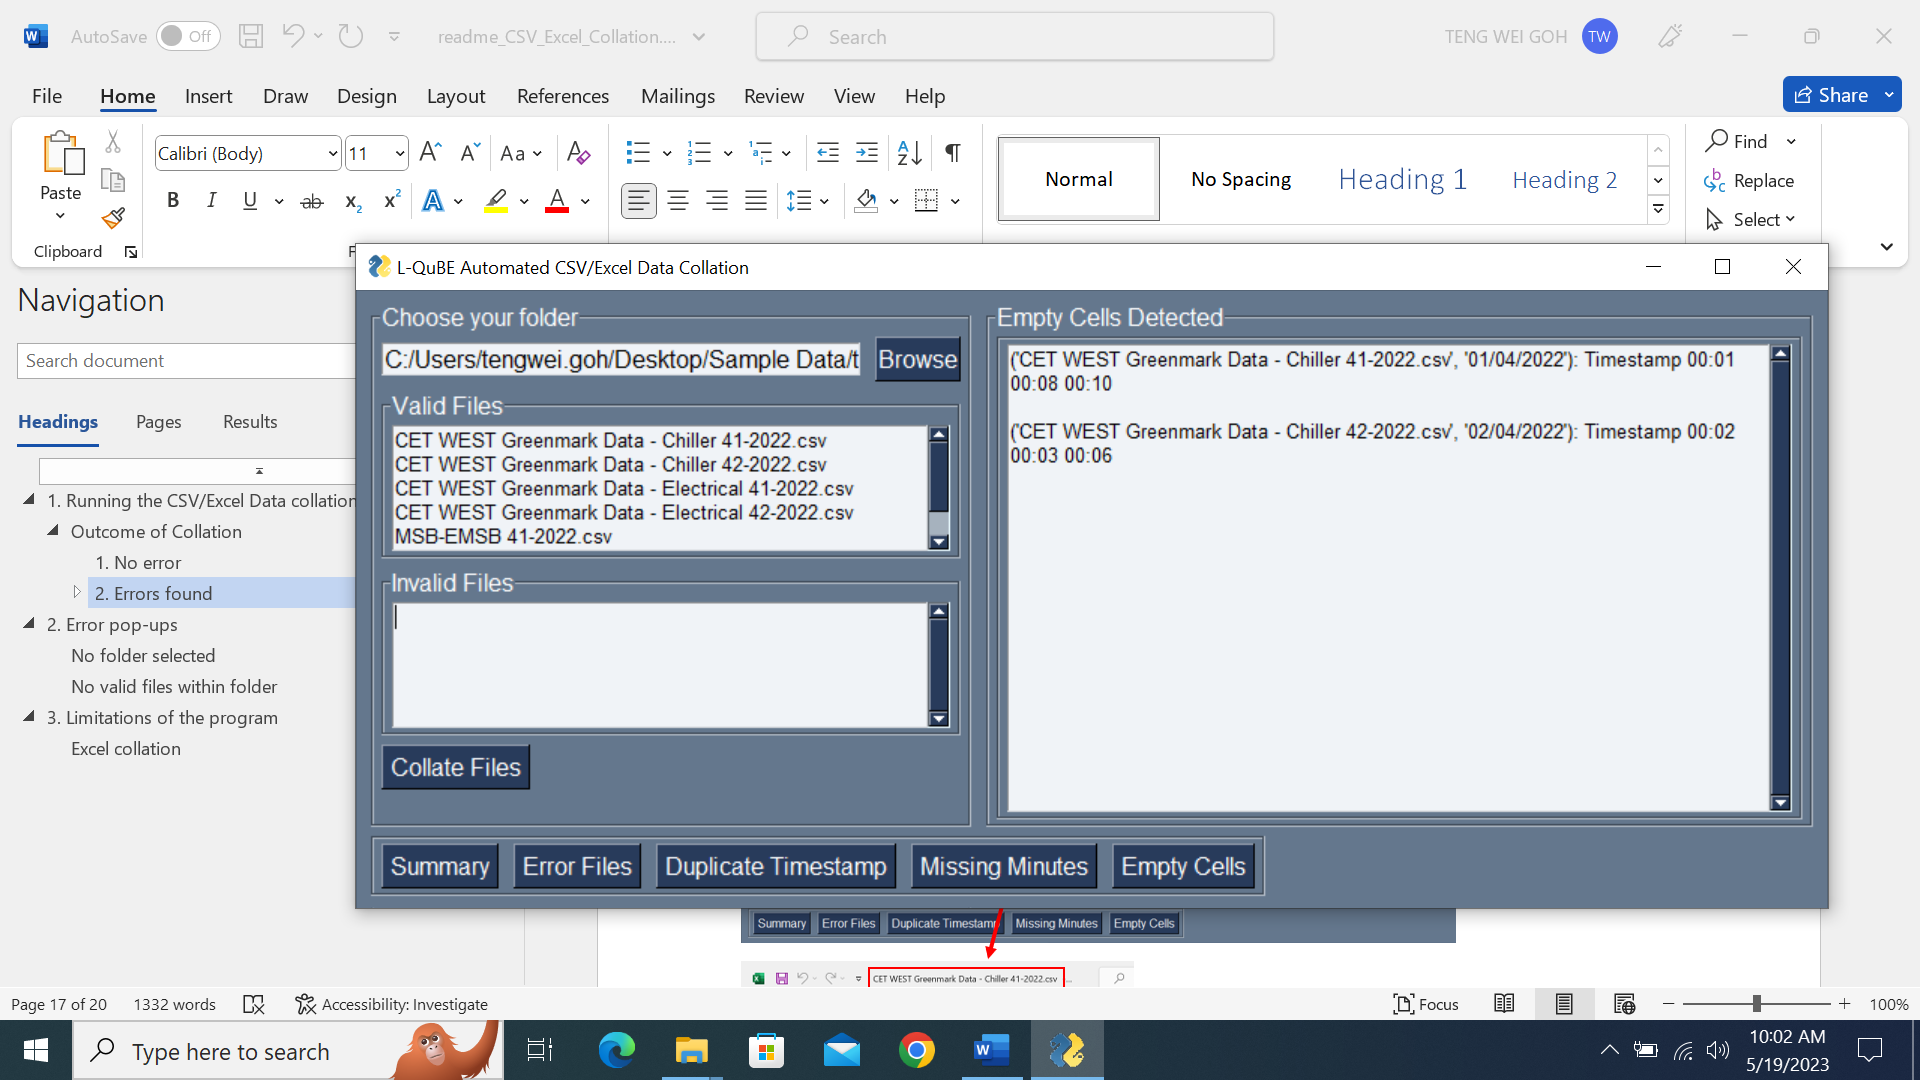 AutoSave Off
readme_CSV_Excel_Collation....
Search
TENG WEI GOH TW
File Home Insert Draw Design Layout References Mailings Review View Help
Share
Paste
Clipboard
Calibri (Body) 11
Normal
No Spacing
Heading 1
Heading 2
Find
Replace
Select
Navigation
Search document
Headings Pages Results
1. Running the CSV/Excel Data collation
Outcome of Collation
1. No error
2. Errors found
2. Error pop-ups
No folder selected
No valid files within folder
3. Limitations of the program
Excel collation
L-QuBE Automated CSV/Excel Data Collation
Choose your folder
C:/Users/tengwei.goh/Desktop/Sample Data/t
Browse
Valid Files
CET WEST Greenmark Data - Chiller 41-2022.csv
CET WEST Greenmark Data - Chiller 42-2022.csv
CET WEST Greenmark Data - Electrical 41-2022.csv
CET WEST Greenmark Data - Electrical 42-2022.csv
MSB-EMSB 41-2022.csv
Invalid Files
Collate Files
Empty Cells Detected
('CET WEST Greenmark Data - Chiller 41-2022.csv', '01/04/2022'): Timestamp 00:01
00:08 00:10
('CET WEST Greenmark Data - Chiller 42-2022.csv', '02/04/2022'): Timestamp 00:02
00:03 00:06
Summary Error Files Duplicate Timestamp Missing Minutes Empty Cells
Summary Error Files Duplicate Timestamp Missing Minutes Empty Cells
CET WEST Greenmark Data - Chiller 41-2022.csv
Page 17 of 20 1332 words Accessibility: Investigate Focus 100%
Type here to search
10:02 AM
5/19/2023